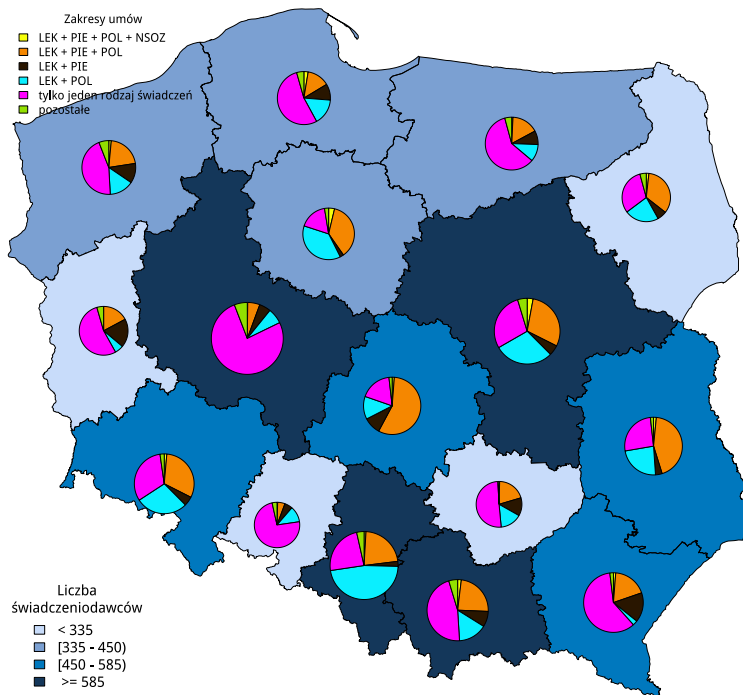 Zakresy umów
LEK + PIE + POL + NSOZ
LEK + PIE + POL
LEK + PIE
LEK + POL
tylko jeden rodzaj świadczeń
pozostałe
Liczba
świadczeniodawców
< 335
[335 - 450)
[450 - 585)
>= 585